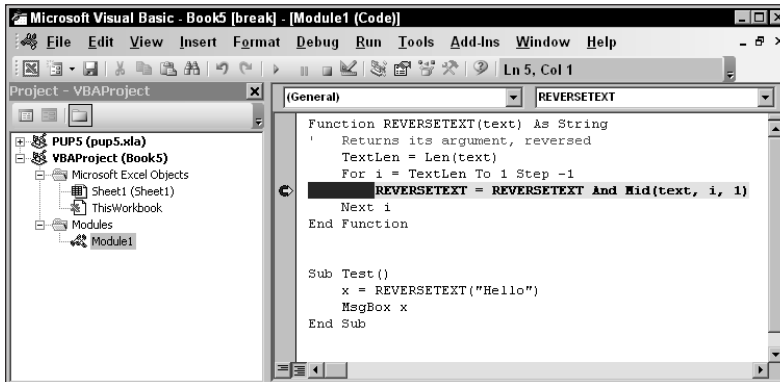 Microsoft Visual Basic - Book5 [break] - [Module1 (Code)]
File Edit View Insert Format Debug Run Tools Add-Ins Window Help
Ln 5, Col 1
Project - VBAProject
(General) REVERSETEXT
PUP5 (pup5.xla)
VBAProject (Book5)
Microsoft Excel Objects
Sheet1 (Sheet1)
ThisWorkbook
Modules
Module1
Function REVERSETEXT(text) As String
' Returns its argument, reversed
TextLen = Len(text)
For i = TextLen To 1 Step -1
REVERSETEXT = REVERSETEXT And Mid(text, i, 1)
Next i
End Function
Sub Test()
x = REVERSETEXT("Hello")
MsgBox x
End Sub